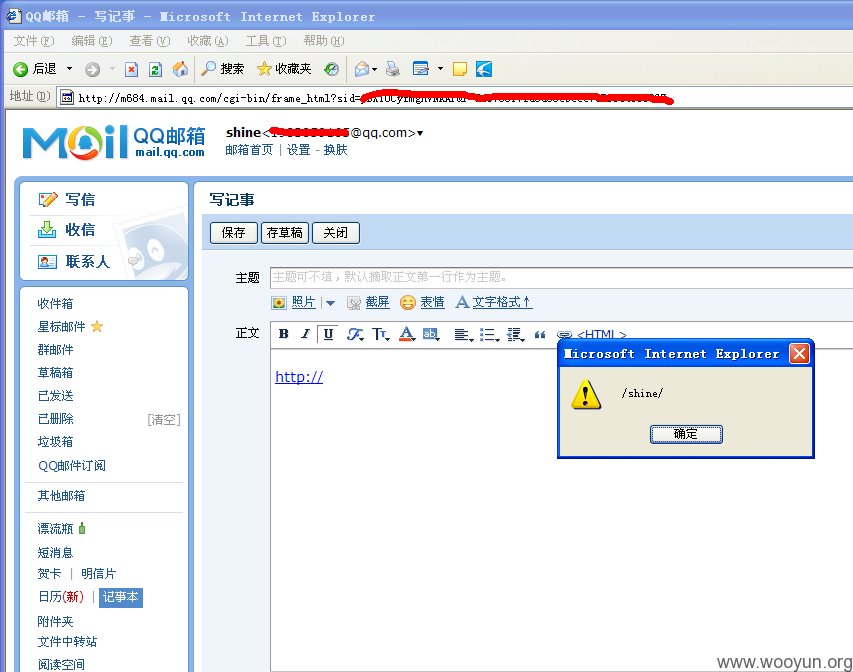 QQ邮箱 - 写记事 - Microsoft Internet Explorer
文件(F) 编辑(E) 查看(V) 收藏(A) 工具(T) 帮助(H)
后退 搜索 收藏夹
地址(D) http://m684.mail.qq.com/cgi-bin/frame_html?sid=
Mail QQ邮箱 mail.qq.com
shine< @qq.com>
邮箱首页 | 设置 - 换肤
写信
收信
联系人
收件箱
星标邮件
群邮件
草稿箱
已发送
已删除 [清空]
垃圾箱
QQ邮件订阅
其他邮箱
漂流瓶
短消息
贺卡 | 明信片
日历(新) | 记事本
附件夹
文件中转站
阅读空间
写记事
保存 存草稿 关闭
主题 主题可不填，默认摘取正文第一行作为主题。
照片 截屏 表情 文字格式↑
正文 B I U <HTML>
http://
Microsoft Internet Explorer
/shine/
确定
www.wooyun.org